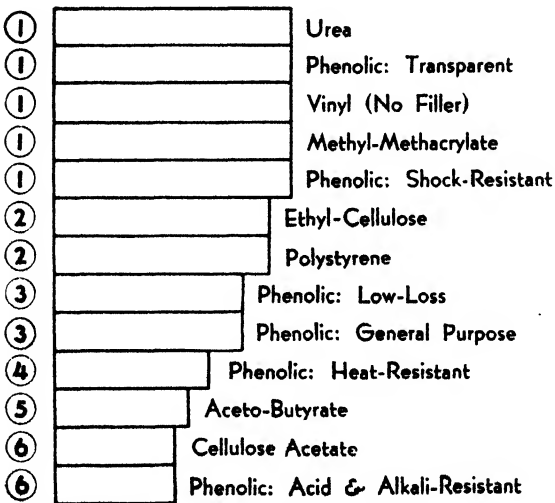 1 Urea
1 Phenolic: Transparent
1 Vinyl (No Filler)
1 Methyl-Methacrylate
1 Phenolic: Shock-Resistant
2 Ethyl-Cellulose
2 Polystyrene
3 Phenolic: Low-Loss
3 Phenolic: General Purpose
4 Phenolic: Heat-Resistant
5 Aceto-Butyrate
6 Cellulose Acetate
6 Phenolic: Acid & Alkali-Resistant